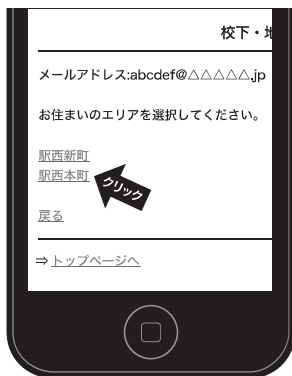 校下・地
メールアドレス:abcdef@△△△△△.jp
お住まいのエリアを選択してください。
駅西新町
駅西本町
クリック
戻る
⇒トップページへ